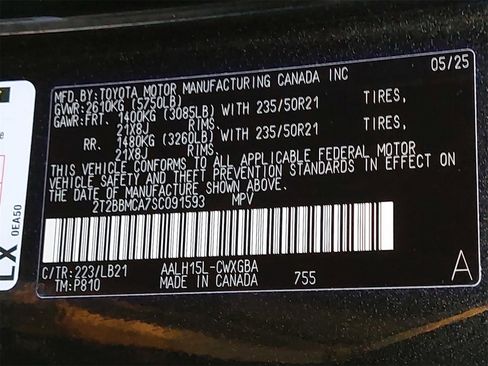 MFD.BY:TOYOTA MOTOR MANUFACTURING CANADA INC 05/25
GVWR: 2610KG (5750LB)
GAWR:FRT. 1400KG (3085LB) WITH 235/50R21 TIRES,
21X8J RIMS
RR. 1480KG (3260LB) WITH 235/50R21 TIRES,
21X8J RIMS
THIS VEHICLE CONFORMS TO ALL APPLICABLE FEDERAL MOTOR
VEHICLE SAFETY AND THEFT PREVENTION STANDARDS IN EFFECT ON
THE DATE OF MANUFACTURE SHOWN ABOVE.
2T2BBMCA7SC091593 MPV
C/TR:223/LB21 AALH15L-CWXGBA A
TM:P810 MADE IN CANADA 755
LX
0EA50